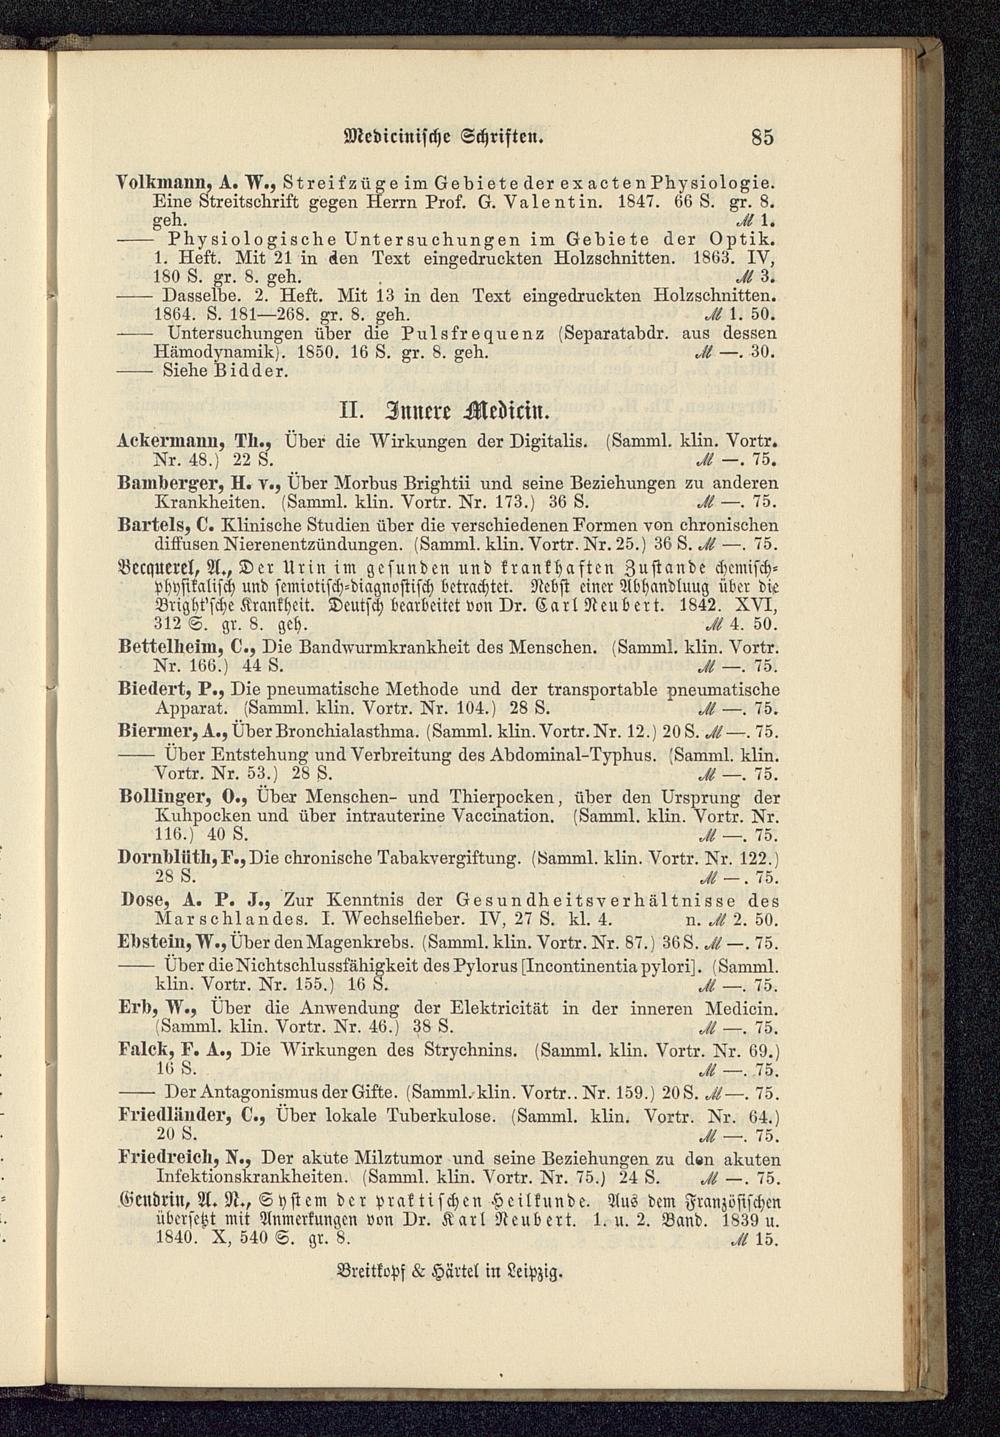 Medicinische Schriften. 85
Volkmann, A. W., Streifzüge im Gebiete der exacten Physiologie.
Eine Streitschrift gegen Herrn Prof. G. Valentin. 1847. 66 S. gr. 8.
geh. ℳ 1.
—— Physiologische Untersuchungen im Gebiete der Optik.
1. Heft. Mit 21 in den Text eingedruckten Holzschnitten. 1863. IV,
180 S. gr. 8. geh. ℳ 3.
—— Dasselbe. 2. Heft. Mit 13 in den Text eingedruckten Holzschnitten.
1864. S. 181—268. gr. 8. geh. ℳ 1. 50.
—— Untersuchungen über die Pulsfrequenz (Separatabdr. aus dessen
Hämodynamik). 1850. 16 S. gr. 8. geh. ℳ —. 30.
—— Siehe Bidder.
II. Innere Medicin.
Ackermann, Th., Über die Wirkungen der Digitalis. (Samml. klin. Vortr.
Nr. 48.) 22 S. ℳ —. 75.
Bamberger, H. v., Über Morbus Brightii und seine Beziehungen zu anderen
Krankheiten. (Samml. klin. Vortr. Nr. 173.) 36 S. ℳ —. 75.
Bartels, C. Klinische Studien über die verschiedenen Formen von chronischen
diffusen Nierenentzündungen. (Samml. klin. Vortr. Nr. 25.) 36 S. ℳ —. 75.
Becquerel, A., Der Urin im gesunden und krankhaften Zustande chemisch-
physikalisch und semiotisch-diagnostisch betrachtet. Nebst einer Abhandluug über die
Bright'sche Krankheit. Deutsch bearbeitet von Dr. Carl Neubert. 1842. XVI,
312 S. gr. 8. geh. ℳ 4. 50.
Bettelheim, C., Die Bandwurmkrankheit des Menschen. (Samml. klin. Vortr.
Nr. 166.) 44 S. ℳ —. 75.
Biedert, P., Die pneumatische Methode und der transportable pneumatische
Apparat. (Samml. klin. Vortr. Nr. 104.) 28 S. ℳ —. 75.
Biermer, A., Über Bronchialasthma. (Samml. klin. Vortr. Nr. 12.) 20 S. ℳ —. 75.
—— Über Entstehung und Verbreitung des Abdominal-Typhus. (Samml. klin.
Vortr. Nr. 53.) 28 S. ℳ —. 75.
Bollinger, O., Über Menschen- und Thierpocken, über den Ursprung der
Kuhpocken und über intrauterine Vaccination. (Samml. klin. Vortr. Nr.
116.) 40 S. ℳ —. 75.
Dornblüth, F., Die chronische Tabakvergiftung. (Samml. klin. Vortr. Nr. 122.)
28 S. ℳ —. 75.
Dose, A. P. J., Zur Kenntnis der Gesundheitsverhältnisse des
Marschlandes. I. Wechselfieber. IV, 27 S. kl. 4. n. ℳ 2. 50.
Ebstein, W., Über den Magenkrebs. (Samml. klin. Vortr. Nr. 87.) 36 S. ℳ —. 75.
—— Über die Nichtschlussfähigkeit des Pylorus [Incontinentia pylori]. (Samml.
klin. Vortr. Nr. 155.) 16 S. ℳ —. 75.
Erb, W., Über die Anwendung der Elektricität in der inneren Medicin.
(Samml. klin. Vortr. Nr. 46.) 38 S. ℳ —. 75.
Falck, F. A., Die Wirkungen des Strychnins. (Samml. klin. Vortr. Nr. 69.)
16 S. ℳ —. 75.
—— Der Antagonismus der Gifte. (Samml. klin. Vortr.. Nr. 159.) 20 S. ℳ —. 75.
Friedländer, C., Über lokale Tuberkulose. (Samml. klin. Vortr. Nr. 64.)
20 S. ℳ —. 75.
Friedreich, N., Der akute Milztumor und seine Beziehungen zu den akuten
Infektionskrankheiten. (Samml. klin. Vortr. Nr. 75.) 24 S. ℳ —. 75.
Gendrin, A. N., System der praktischen Heilkunde. Aus dem Französischen
übersetzt mit Anmerkungen von Dr. Karl Neubert. 1. u. 2. Band. 1839 u.
1840. X, 540 S. gr. 8. ℳ 15.
Breitkopf & Härtel in Leipzig.